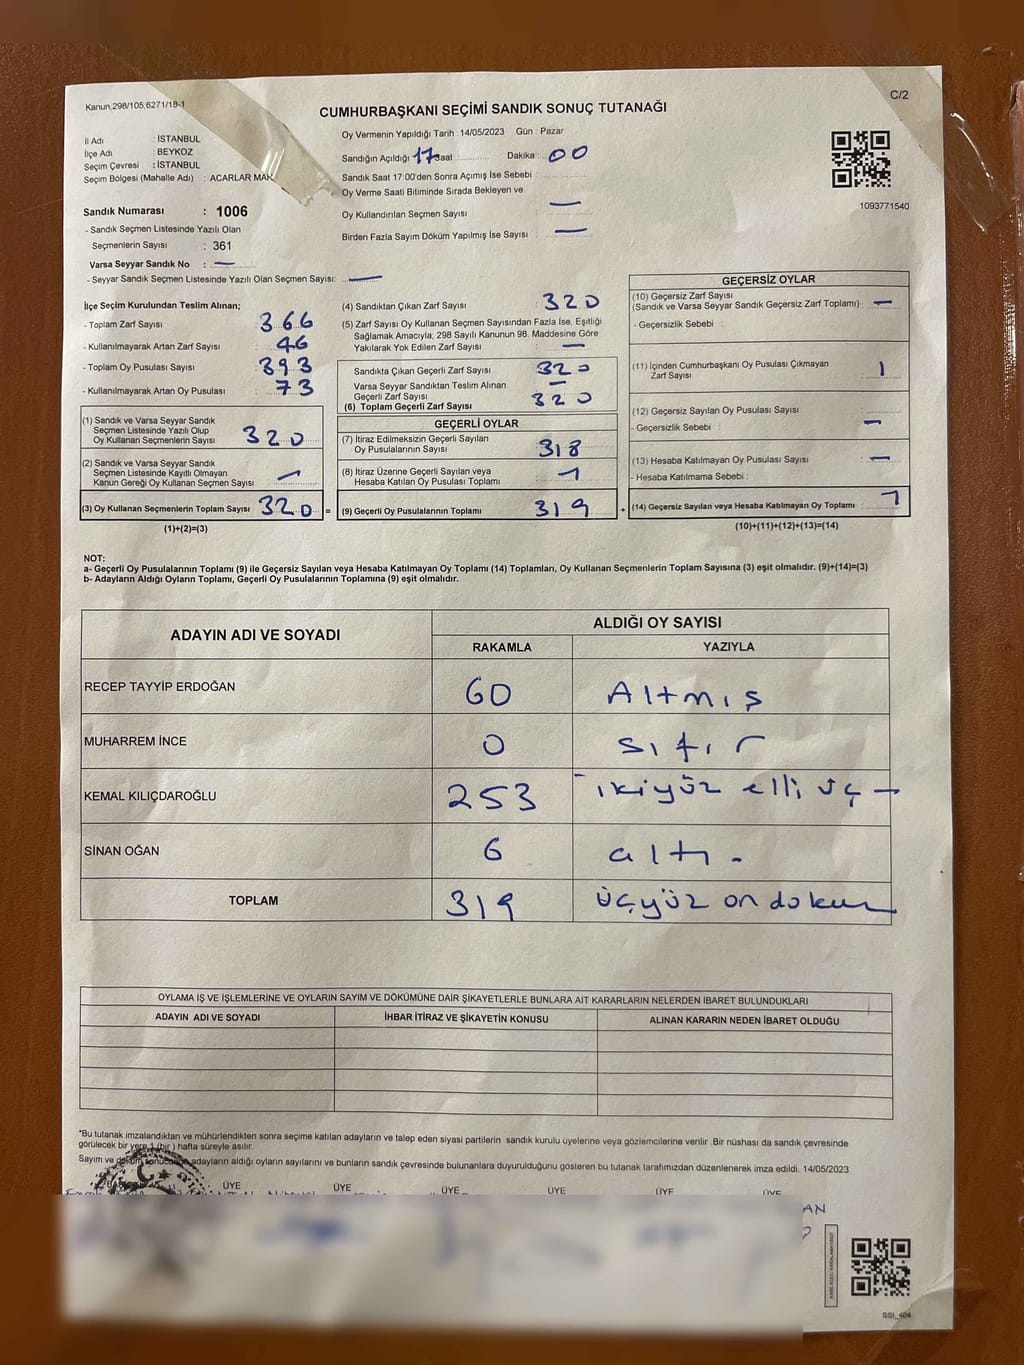 Kanun,298/105,6271/18-1
C/2
CUMHURBAŞKANI SEÇİMİ SANDIK SONUÇ TUTANAĞI
İl Adı : İSTANBUL
İlçe Adı : BEYKOZ
Seçim Çevresi : İSTANBUL
Seçim Bölgesi (Mahalle Adı) : ACARLAR MAH
Oy Vermenin Yapıldığı Tarih :14/05/2023 Gün : Pazar
Sandığın Açıldığı 17 Saat Dakika : 00
Sandık Saat 17:00'den Sonra Açımış İse Sebebi :
Oy Verme Saati Bitiminde Sırada Bekleyen ve
Oy Kullandırılan Seçmen Sayısı : —
Birden Fazla Sayım Döküm Yapılmış İse Sayısı : —
1093771540
Sandık Numarası : 1006
- Sandık Seçmen Listesinde Yazılı Olan
Seçmenlerin Sayısı : 361
Varsa Seyyar Sandık No : —
- Seyyar Sandık Seçmen Listesinde Yazılı Olan Seçmen Sayısı: —
İlçe Seçim Kurulundan Teslim Alınan;
- Toplam Zarf Sayısı : 366
- Kullanılmayarak Artan Zarf Sayısı : 46
- Toplam Oy Pusulası Sayısı : 393
- Kullanılmayarak Artan Oy Pusulası : 73
(1) Sandık ve Varsa Seyyar Sandık
Seçmen Listesinde Yazılı Olup
Oy Kullanan Seçmenlerin Sayısı : 320
(2) Sandık ve Varsa Seyyar Sandık
Seçmen Listesinde Kayıtlı Olmayan
Kanun Gereği Oy Kullanan Seçmen Sayısı : —
(3) Oy Kullanan Seçmenlerin Toplam Sayısı : 320 =
(1)+(2)=(3)
(4) Sandıktan Çıkan Zarf Sayısı : 320
(5) Zarf Sayısı Oy Kullanan Seçmen Sayısından Fazla İse, Eşitliği
Sağlamak Amacıyla, 298 Sayılı Kanunun 98. Maddesine Göre
Yakılarak Yok Edilen Zarf Sayısı : —
Sandıkta Çıkan Geçerli Zarf Sayısı : 320
Varsa Seyyar Sandıktan Teslim Alınan
Geçerli Zarf Sayısı : —
(6) Toplam Geçerli Zarf Sayısı : 320
GEÇERLİ OYLAR
(7) İtiraz Edilmeksizin Geçerli Sayılan
Oy Pusulalarının Sayısı : 318
(8) İtiraz Üzerine Geçerli Sayılan veya
Hesaba Katılan Oy Pusulası Toplamı : 1
(9) Geçerli Oy Pusulalarının Toplamı : 319 +
GEÇERSİZ OYLAR
(10) Geçersiz Zarf Sayısı
(Sandık ve Varsa Seyyar Sandık Geçersiz Zarf Toplamı) : —
- Geçersizlik Sebebi :
(11) İçinden Cumhurbaşkanı Oy Pusulası Çıkmayan
Zarf Sayısı : 1
(12) Geçersiz Sayılan Oy Pusulası Sayısı :
- Geçersizlik Sebebi : —
(13) Hesaba Katılmayan Oy Pusulası Sayısı : —
- Hesaba Katılmama Sebebi :
(14) Geçersiz Sayılan veya Hesaba Katılmayan Oy Toplamı : 1
(10)+(11)+(12)+(13)=(14)
NOT:
a- Geçerli Oy Pusulalarının Toplamı (9) ile Geçersiz Sayılan veya Hesaba Katılmayan Oy Toplamı (14) Toplamları, Oy Kullanan Seçmenlerin Toplam Sayısına (3) eşit olmalıdır. (9)+(14)=(3)
b- Adayların Aldığı Oyların Toplamı, Geçerli Oy Pusulalarının Toplamına (9) eşit olmalıdır.
ADAYIN ADI VE SOYADI ALDIĞI OY SAYISI
RAKAMLA YAZIYLA
RECEP TAYYİP ERDOĞAN 60 Altmış
MUHARREM İNCE 0 sıfır
KEMAL KILIÇDAROĞLU 253 ikiyüz elli üç —
SİNAN OĞAN 6 altı -
TOPLAM 319 üçyüz on dokuz
OYLAMA İŞ VE İŞLEMLERİNE VE OYLARIN SAYIM VE DÖKÜMÜNE DAİR ŞİKAYETLERLE BUNLARA AİT KARARLARIN NELERDEN İBARET BULUNDUKLARI
ADAYIN ADI VE SOYADI İHBAR İTİRAZ VE ŞİKAYETİN KONUSU ALINAN KARARIN NEDEN İBARET OLDUĞU
*Bu tutanak imzalandıktan ve mühürlendikten sonra seçime katılan adayların ve talep eden siyasi partilerin sandık kurulu üyelerine veya gözlemcilerine verilir .Bir nüshası da sandık çevresinde
görülecek bir yere 1 (bir ) hafta süreyle asılır.
Sayım ve döküm sonucunda adayların aldığı oyların sayılarını ve bunların sandık çevresinde bulunanlara duyurulduğunu gösteren bu tutanak tarafımızdan düzenlenerek imza edildi. 14/05/2023
ÜYE ÜYE ÜYE ÜYE ÜYE ÜYE
AN
SSI_404